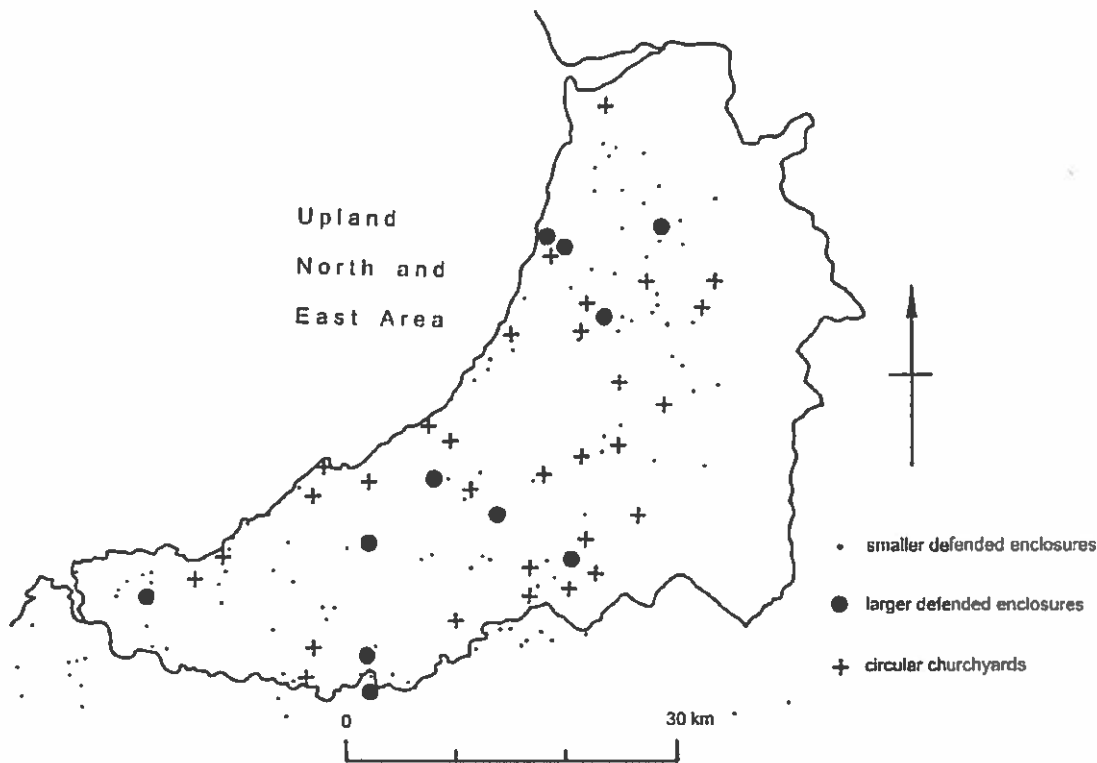 Upland
North and
East Area
smaller defended enclosures
larger defended enclosures
circular churchyards
0
30 km